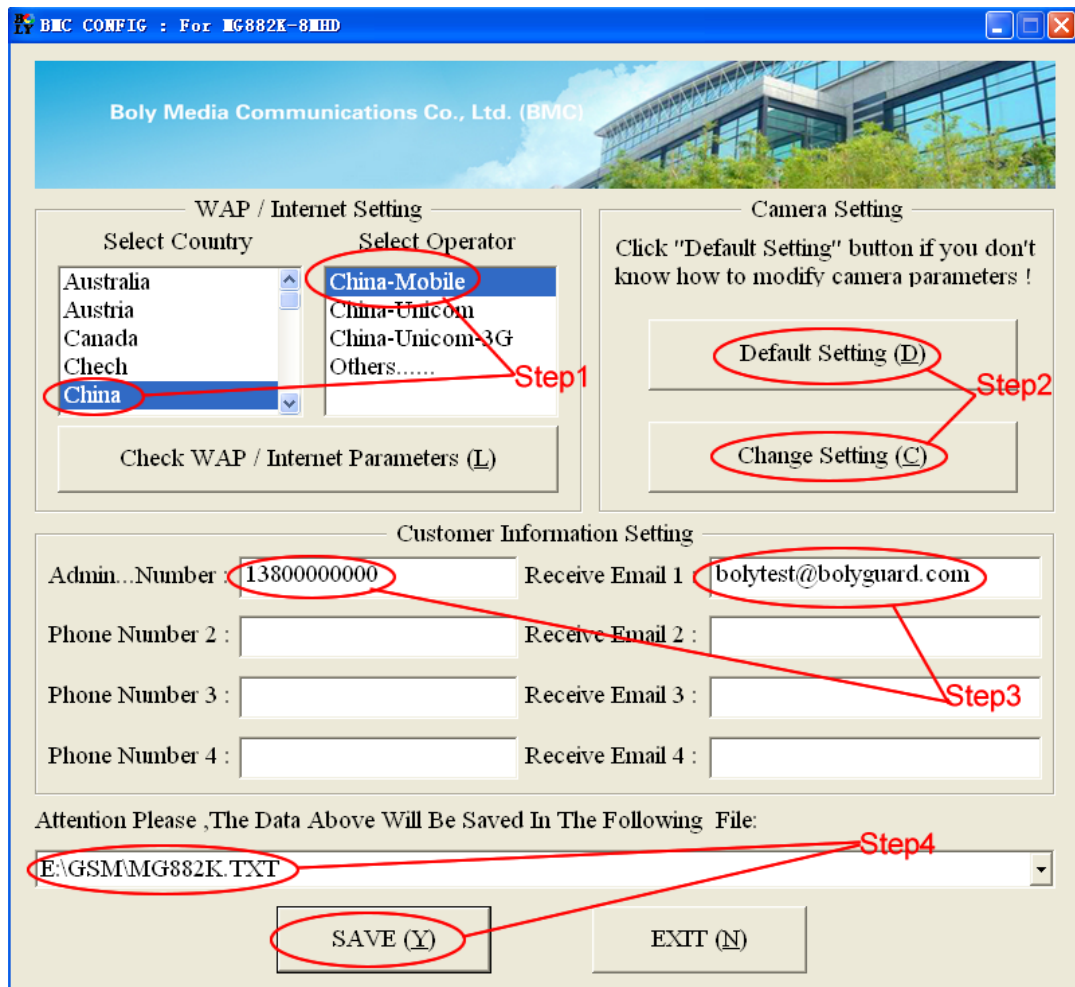 BOLY
BMC CONFIG : For MG882K-8MHD
Boly Media Communications Co., Ltd. (BMC)
WAP / Internet Setting
Select Country
Select Operator
Australia
Austria
Canada
Chech
China
China-Mobile
China-Unicom
China-Unicom-3G
Others......
Step1
Check WAP / Internet Parameters (L)
Camera Setting
Click "Default Setting" button if you don't
know how to modify camera parameters !
Default Setting (D)
Step2
Change Setting (C)
Customer Information Setting
Admin...Number : 13800000000
Receive Email 1 : bolytest@bolyguard.com
Phone Number 2 :
Receive Email 2 :
Phone Number 3 :
Receive Email 3 :
Step3
Phone Number 4 :
Receive Email 4 :
Attention Please ,The Data Above Will Be Saved In The Following File:
Step4
E:\GSM\MG882K.TXT
SAVE (Y)
EXIT (N)